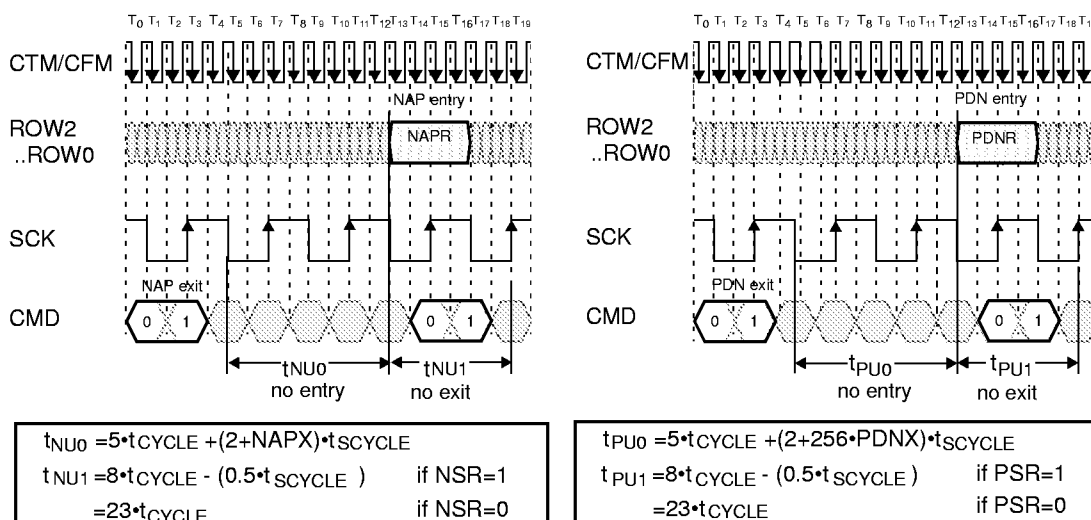 T0 T1 T2 T3 T4 T5 T6 T7 T8 T9 T10 T11 T12 T13 T14 T15 T16 T17 T18 T19
CTM/CFM
NAP entry
ROW2
..ROW0
NAPR
SCK
NAP exit
CMD
0 1
0 1
tNU0
no entry
tNU1
no exit
tNU0 =5•tCYCLE +(2+NAPX)•tSCYCLE
tNU1 =8•tCYCLE - (0.5•tSCYCLE ) if NSR=1
=23•tCYCLE if NSR=0
T0 T1 T2 T3 T4 T5 T6 T7 T8 T9 T10 T11 T12 T13 T14 T15 T16 T17 T18
CTM/CFM
PDN entry
ROW2
..ROW0
PDNR
SCK
PDN exit
CMD
0 1
0 1
tPU0
no entry
tPU1
no exit
tPU0 =5•tCYCLE +(2+256•PDNX)•tSCYCLE
tPU1 =8•tCYCLE - (0.5•tSCYCLE ) if PSR=1
=23•tCYCLE if PSR=0